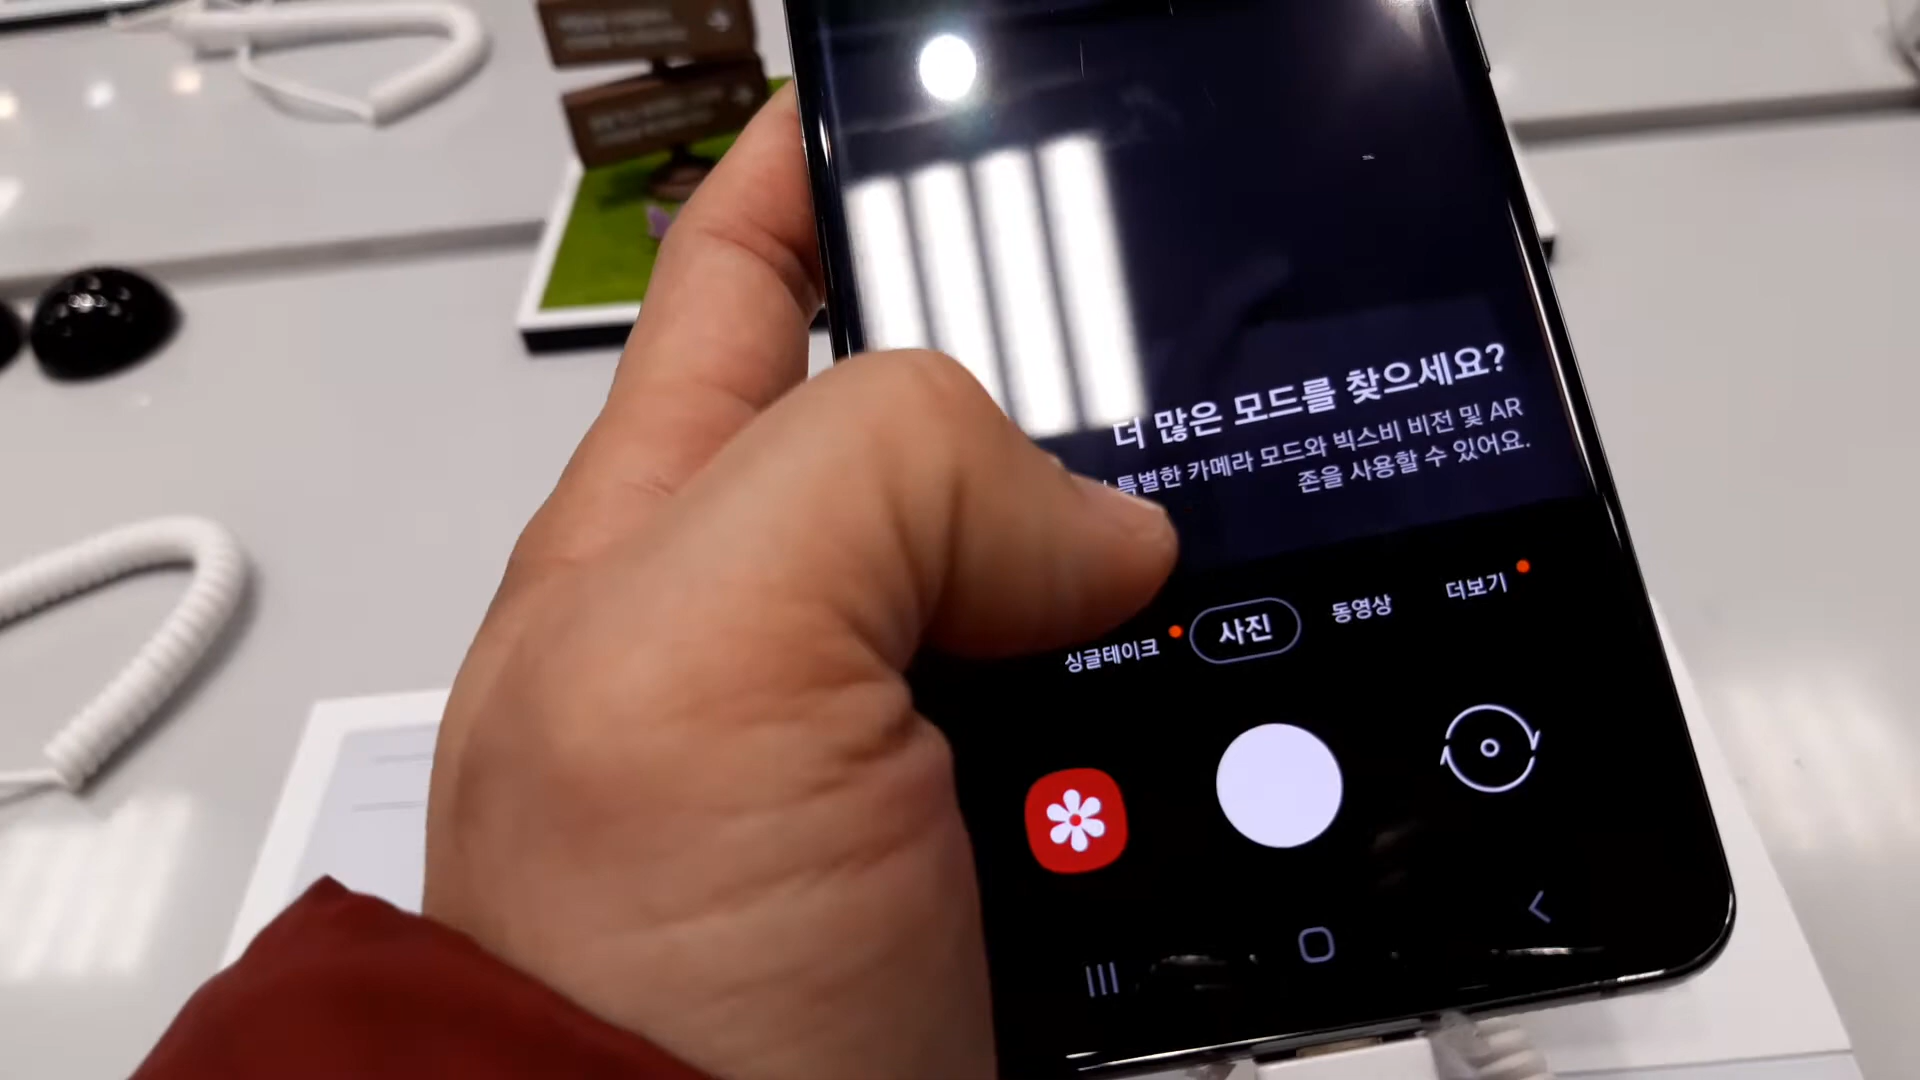 더 많은 모드를 찾으세요?
특별한 카메라 모드와 빅스비 비전 및 AR
존을 사용할 수 있어요.
싱글테이크 사진 동영상 더보기